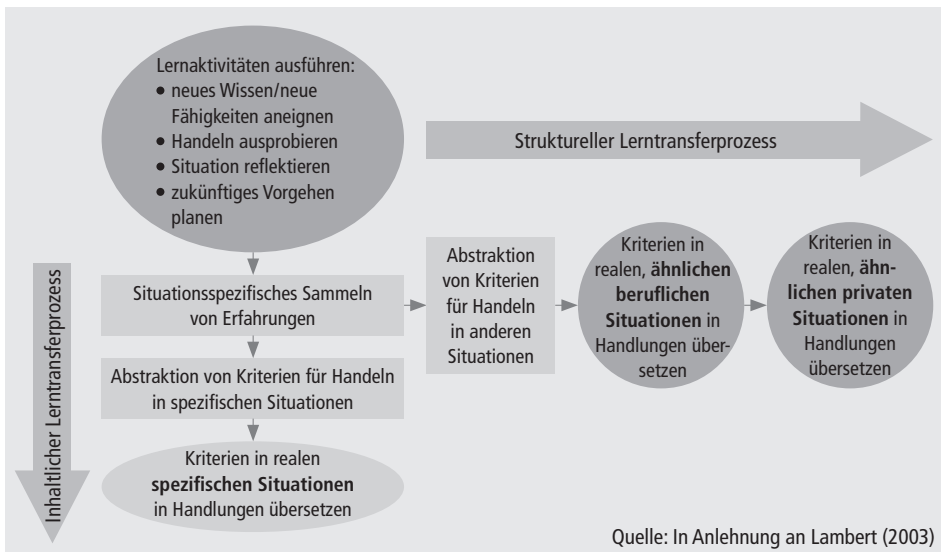 Lernaktivitäten ausführen:
• neues Wissen/neue
Fähigkeiten aneignen
• Handeln ausprobieren
• Situation reflektieren
• zukünftiges Vorgehen
planen
Struktureller Lerntransferprozess
Inhaltlicher Lerntransferprozess
Situationsspezifisches Sammeln
von Erfahrungen
Abstraktion
von Kriterien
für Handeln
in anderen
Situationen
Kriterien in
realen, ähnlichen
beruflichen
Situationen in
Handlungen über-
setzen
Kriterien in
realen, ähn-
lichen privaten
Situationen in
Handlungen
übersetzen
Abstraktion von Kriterien für Handeln
in spezifischen Situationen
Kriterien in realen
spezifischen Situationen
in Handlungen übersetzen
Quelle: In Anlehnung an Lambert (2003)